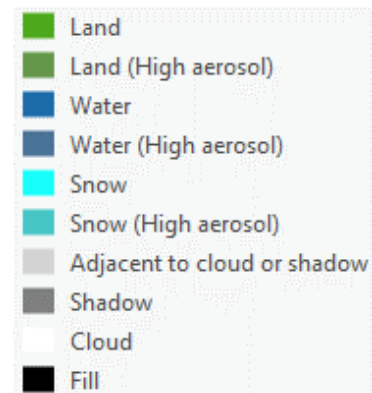 Land
Land (High aerosol)
Water
Water (High aerosol)
Snow
Snow (High aerosol)
Adjacent to cloud or shadow
Shadow
Cloud
Fill